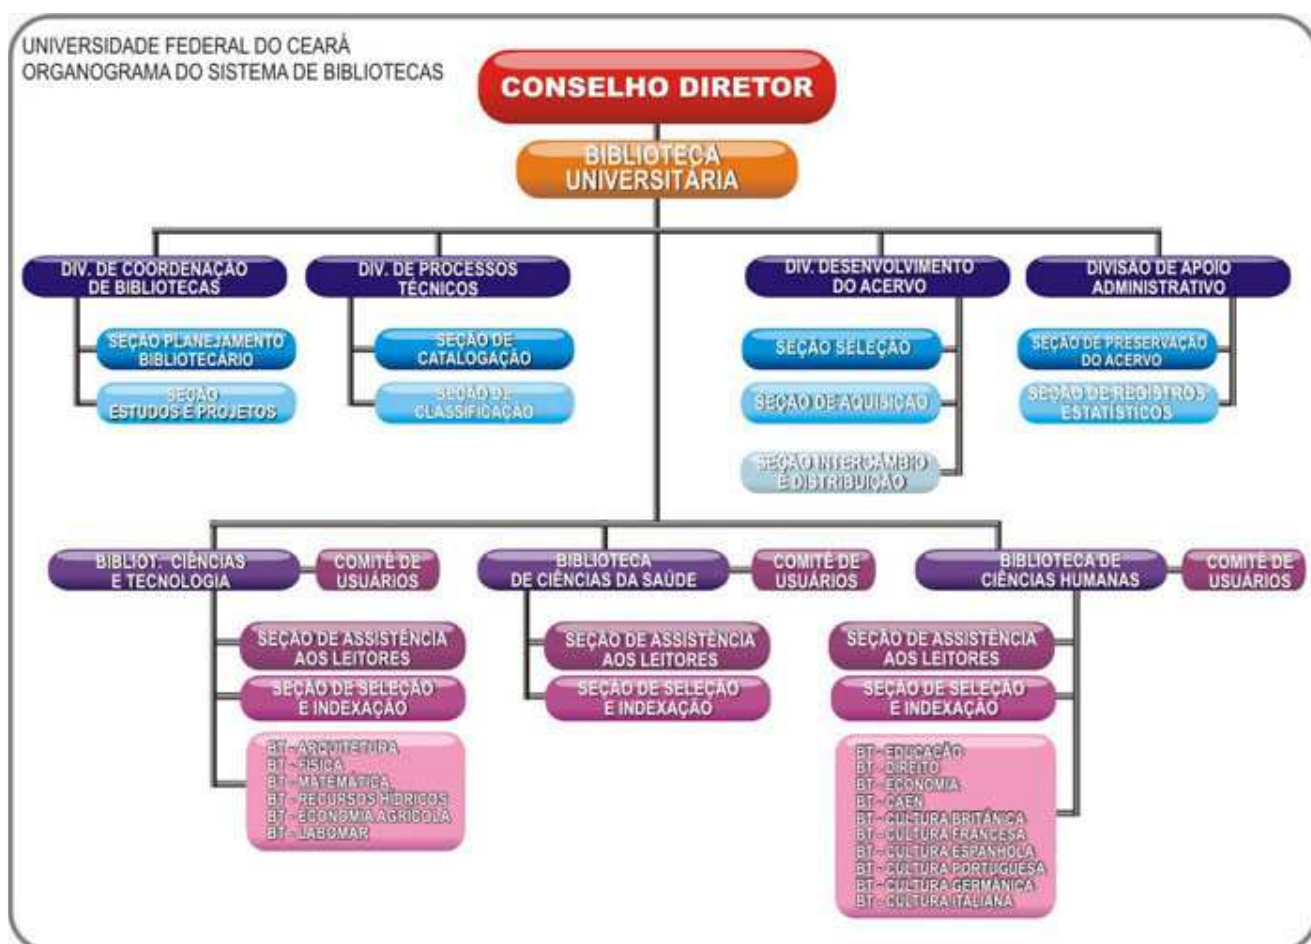 UNIVERSIDADE FEDERAL DO CEARÁ
ORGANOGRAMA DO SISTEMA DE BIBLIOTECAS
CONSELHO DIRETOR
BIBLIOTECA
UNIVERSITÁRIA
DIV. DE COORDENAÇÃO
DE BIBLIOTECAS
DIV. DE PROCESSOS
TÉCNICOS
DIV. DESENVOLVIMENTO
DO ACERVO
DIVISÃO DE APOIO
ADMINISTRATIVO
SEÇÃO PLANEJAMENTO
BIBLIOTECÁRIO
SEÇÃO
ESTUDOS E PROJETOS
SEÇÃO DE
CATALOGAÇÃO
SEÇÃO DE
CLASSIFICAÇÃO
SEÇÃO SELEÇÃO
SEÇÃO DE AQUISIÇÃO
SEÇÃO INTERCÂMBIO
E DISTRIBUIÇÃO
SEÇÃO DE PRESERVAÇÃO
DO ACERVO
SEÇÃO DE REGISTROS
ESTATÍSTICOS
BIBLIOT. CIÊNCIAS
E TECNOLOGIA
COMITÊ DE
USUÁRIOS
BIBLIOTECA
DE CIÊNCIAS DA SAÚDE
COMITÊ DE
USUÁRIOS
BIBLIOTECA DE
CIÊNCIAS HUMANAS
COMITÊ DE
USUÁRIOS
SEÇÃO DE ASSISTÊNCIA
AOS LEITORES
SEÇÃO DE SELEÇÃO
E INDEXAÇÃO
BT - ARQUITETURA
BT - FÍSICA
BT - MATEMÁTICA
BT - RECURSOS HÍDRICOS
BT - ECONOMIA AGRÍCOLA
BT - LABOMAR
SEÇÃO DE ASSISTÊNCIA
AOS LEITORES
SEÇÃO DE SELEÇÃO
E INDEXAÇÃO
SEÇÃO DE ASSISTÊNCIA
AOS LEITORES
SEÇÃO DE SELEÇÃO
E INDEXAÇÃO
BT - EDUCAÇÃO
BT - DIREITO
BT - ECONOMIA
BT - CAEN
BT - CULTURA BRITÂNICA
BT - CULTURA FRANCESA
BT - CULTURA ESPANHOLA
BT - CULTURA PORTUGUESA
BT - CULTURA GERMÂNICA
BT - CULTURA ITALIANA